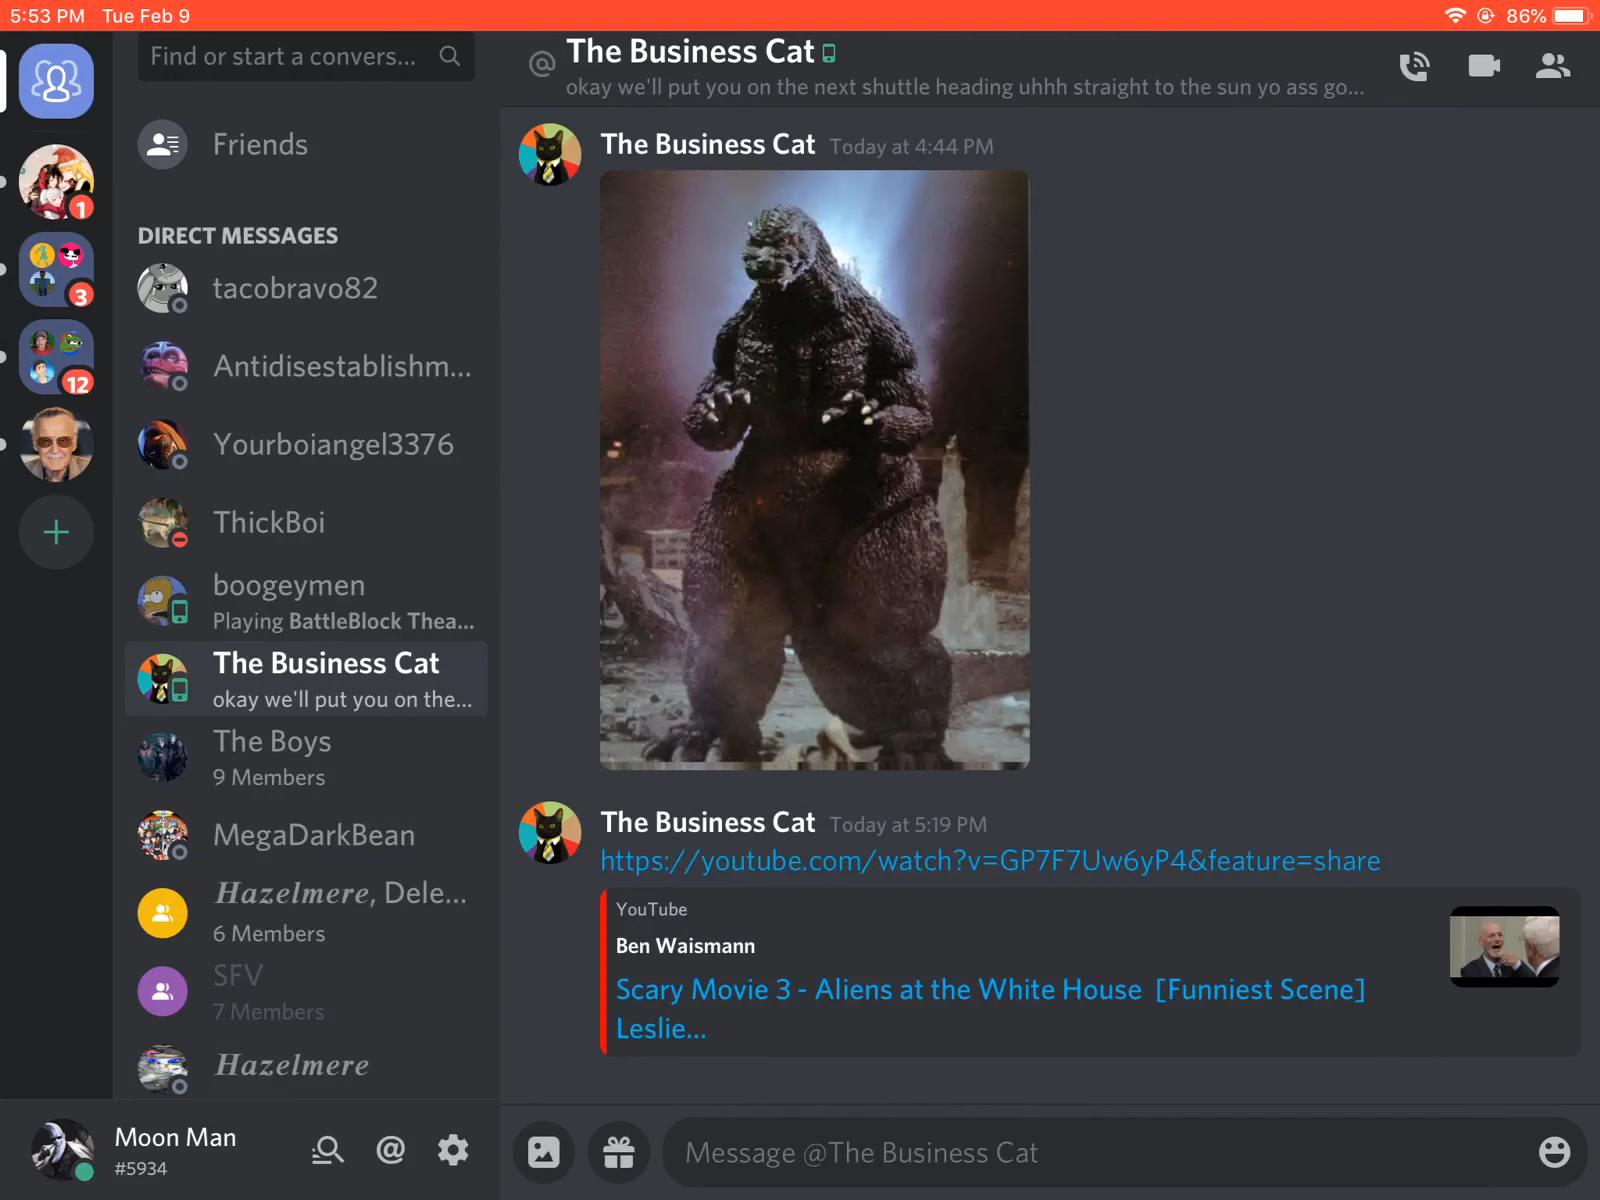 5:53 PM Tue Feb 9
86%
Find or start a convers...
Friends
DIRECT MESSAGES
tacobravo82
Antidisestablishm...
Yourboiangel3376
ThickBoi
boogeymen
Playing BattleBlock Thea...
The Business Cat
okay we'll put you on the...
The Boys
9 Members
MegaDarkBean
Hazelmere, Dele...
6 Members
SFV
7 Members
Hazelmere
1
3
12
Moon Man
#5934
@ The Business Cat
okay we'll put you on the next shuttle heading uhhh straight to the sun yo ass go...
The Business Cat Today at 4:44 PM
The Business Cat Today at 5:19 PM
https://youtube.com/watch?v=GP7F7Uw6yP4&feature=share
YouTube
Ben Waismann
Scary Movie 3 - Aliens at the White House [Funniest Scene]
Leslie...
Message @The Business Cat